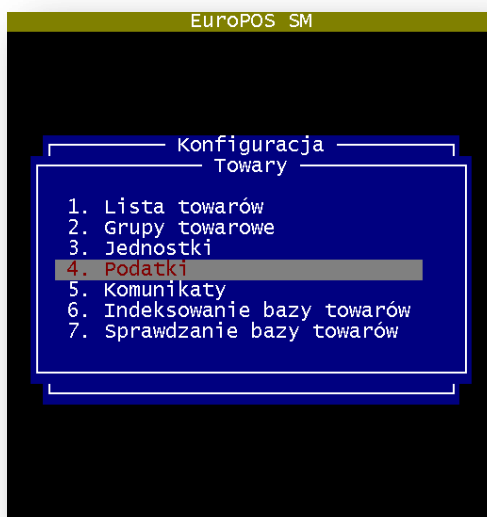 EuroPOS SM
Konfiguracja
Towary
1. Lista towarów
2. Grupy towarowe
3. Jednostki
4. Podatki
5. Komunikaty
6. Indeksowanie bazy towarów
7. Sprawdzanie bazy towarów